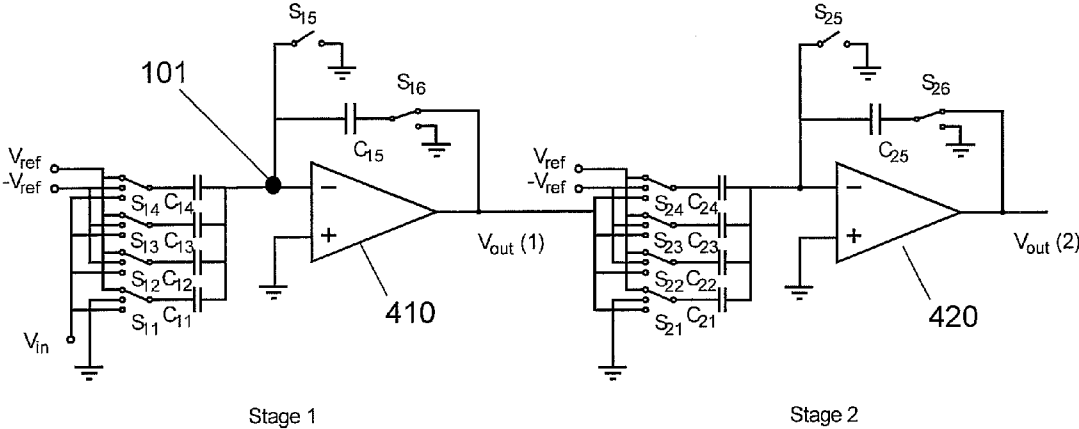 S15
S25
101
S16
S26
C15
C25
Vref
-Vref
Vref
-Vref
S14 C14
S24 C24
− 
−
S13 C13
S23 C23
+
+
Vout (1)
Vout (2)
S12 C12
S22 C22
S11 C11
S21 C21
410
420
Vin
Stage 1
Stage 2